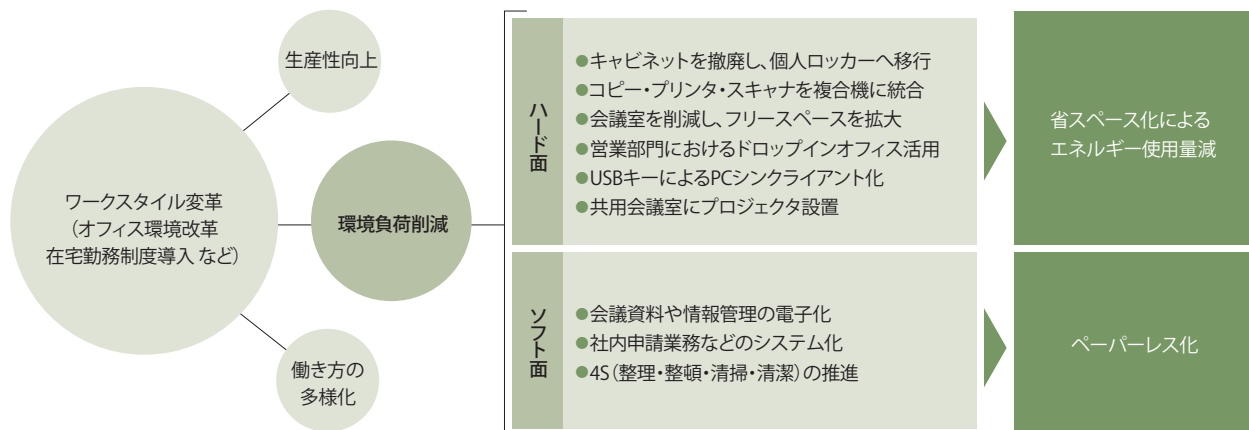 生産性向上
ワークスタイル変革
（オフィス環境改革
在宅勤務制度導入 など）
環境負荷削減
働き方の
多様化
ハード面
●キャビネットを撤廃し、個人ロッカーへ移行
●コピー・プリンタ・スキャナを複合機に統合
●会議室を削減し、フリースペースを拡大
●営業部門におけるドロップインオフィス活用
●USBキーによるPCシンクライアント化
●共用会議室にプロジェクタ設置
省スペース化による
エネルギー使用量減
ソフト面
●会議資料や情報管理の電子化
●社内申請業務などのシステム化
●4S（整理・整頓・清掃・清潔）の推進
ペーパーレス化